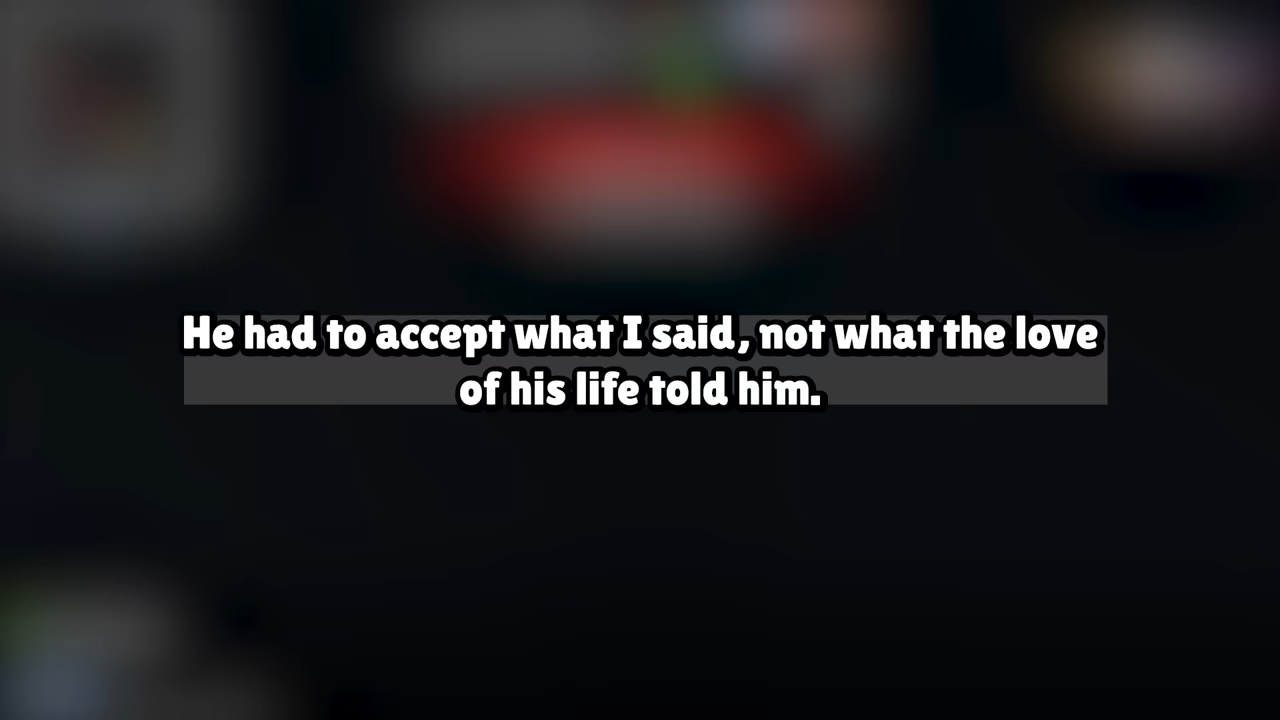 He had to accept what I said, not what the love
of his life told him.